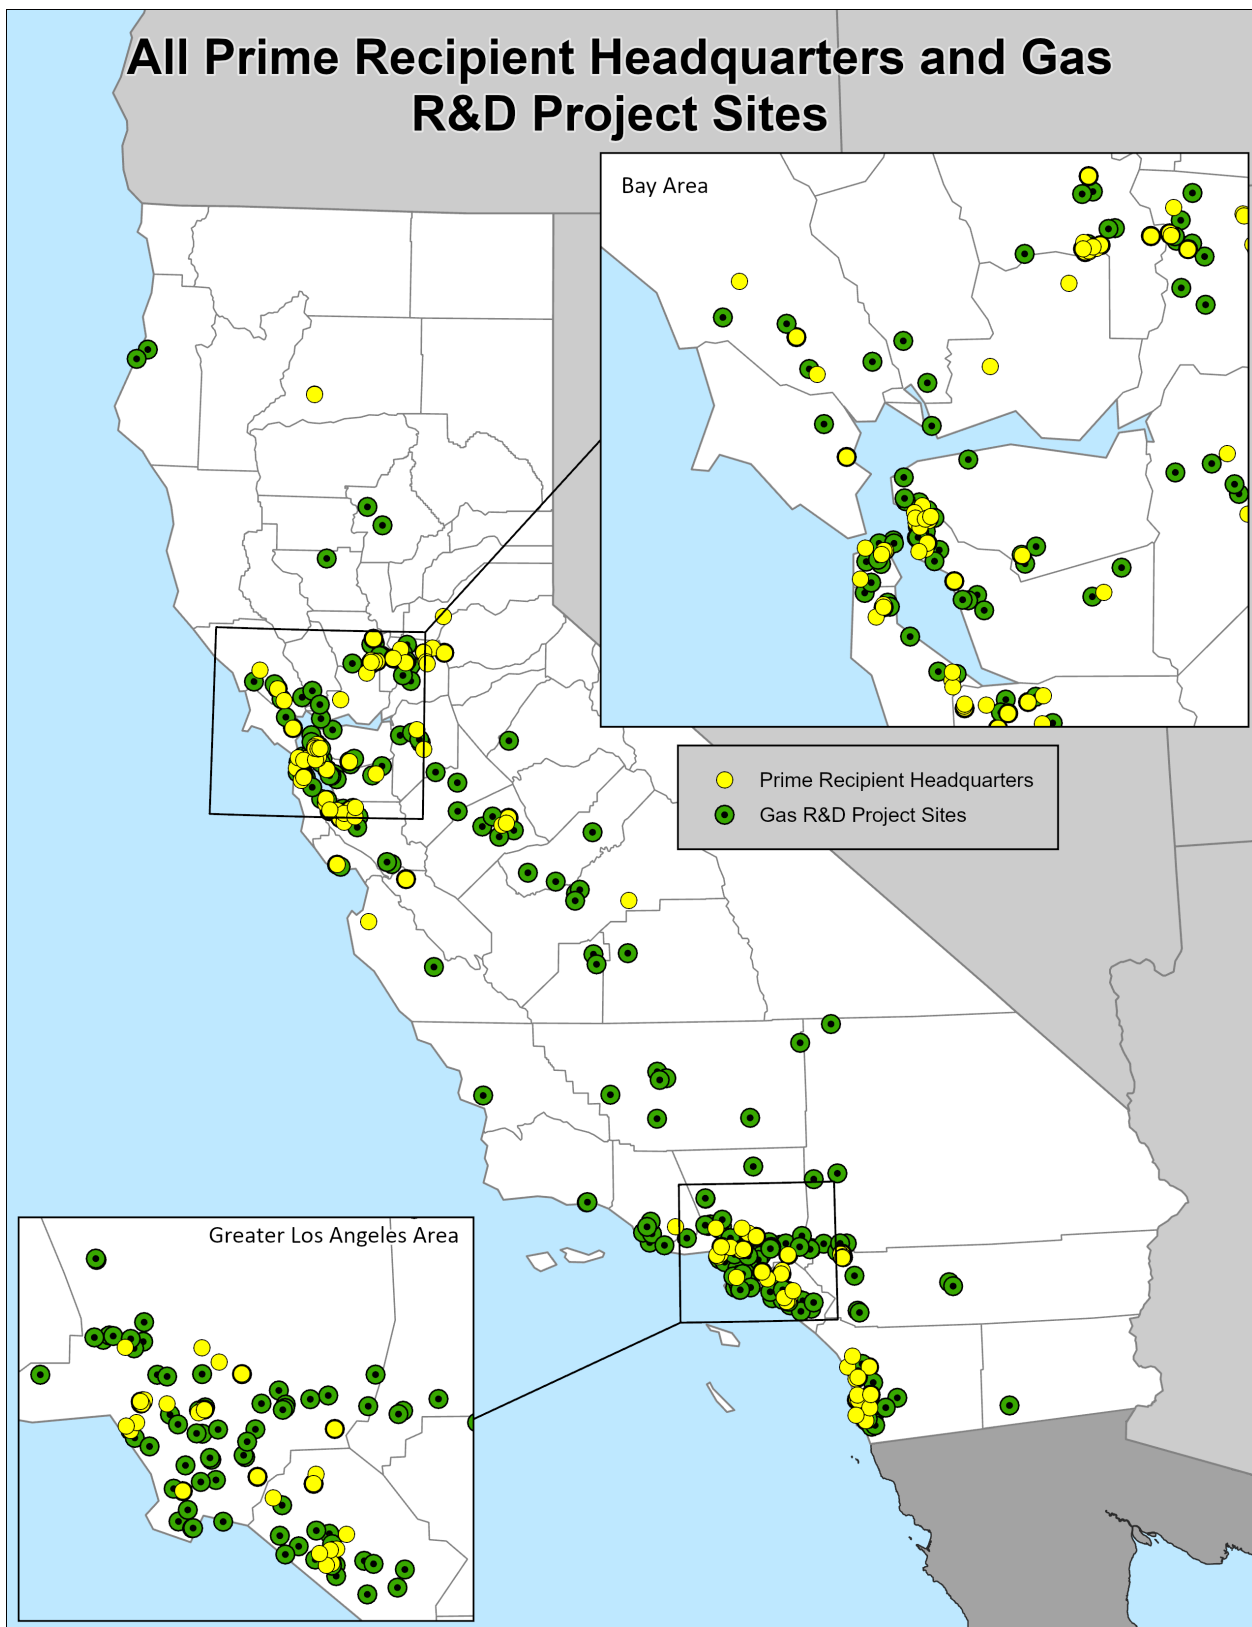 All Prime Recipient Headquarters and Gas
R&D Project Sites
Bay Area
Prime Recipient Headquarters
Gas R&D Project Sites
Greater Los Angeles Area